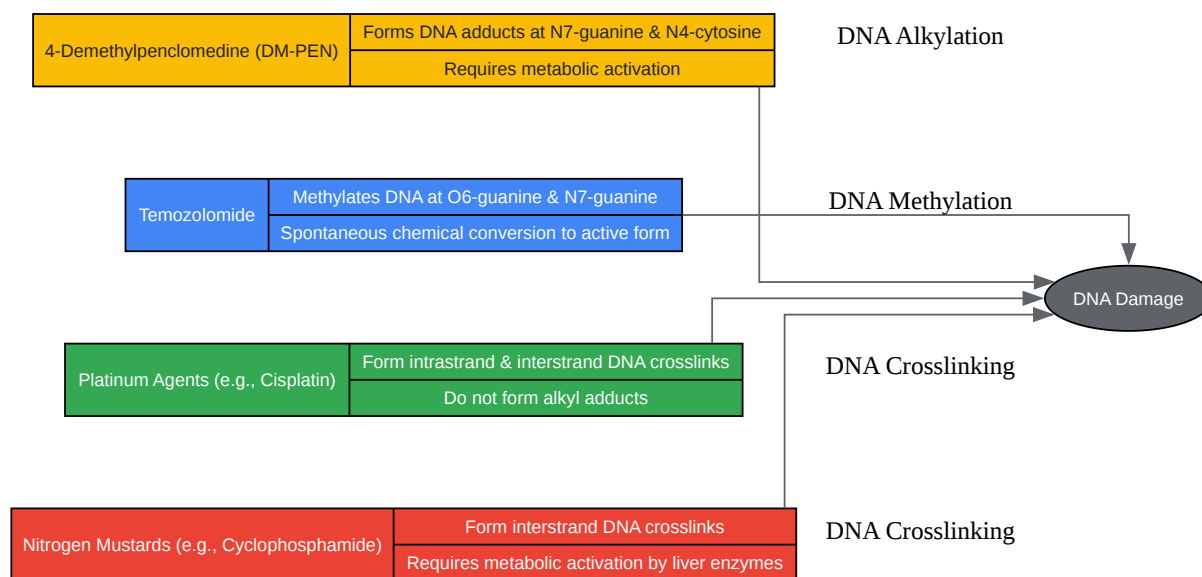 4-Demethylpenclomedine (DM-PEN)
Forms DNA adducts at N7-guanine & N4-cytosine
Requires metabolic activation
DNA Alkylation
Temozolomide
Methylates DNA at O6-guanine & N7-guanine
Spontaneous chemical conversion to active form
DNA Methylation
DNA Damage
Platinum Agents (e.g., Cisplatin)
Form intrastrand & interstrand DNA crosslinks
Do not form alkyl adducts
DNA Crosslinking
Nitrogen Mustards (e.g., Cyclophosphamide)
Form interstrand DNA crosslinks
Requires metabolic activation by liver enzymes
DNA Crosslinking